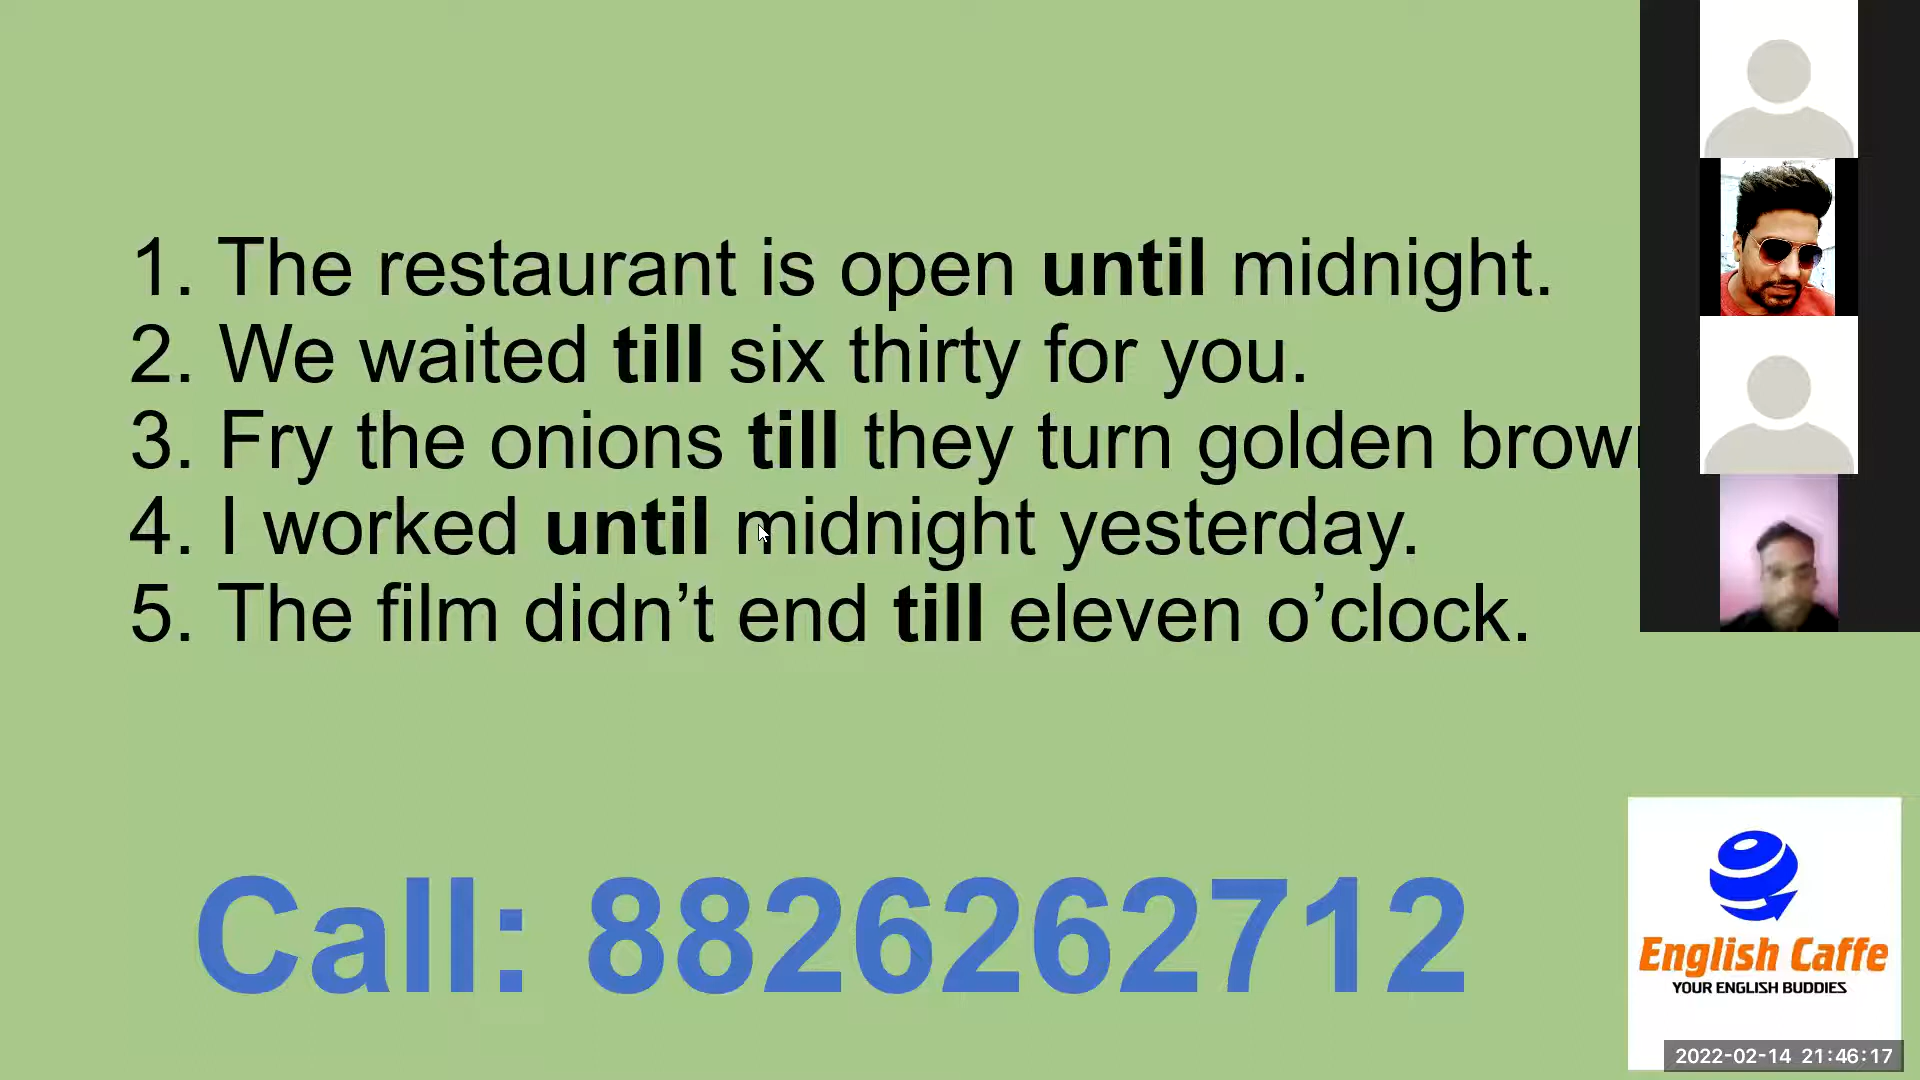 1. The restaurant is open until midnight.
2. We waited till six thirty for you.
3. Fry the onions till they turn golden brown
4. I worked until midnight yesterday.
5. The film didn’t end till eleven o’clock.
Call: 8826262712
English Caffe
YOUR ENGLISH BUDDIES
2022-02-14 21:46:17